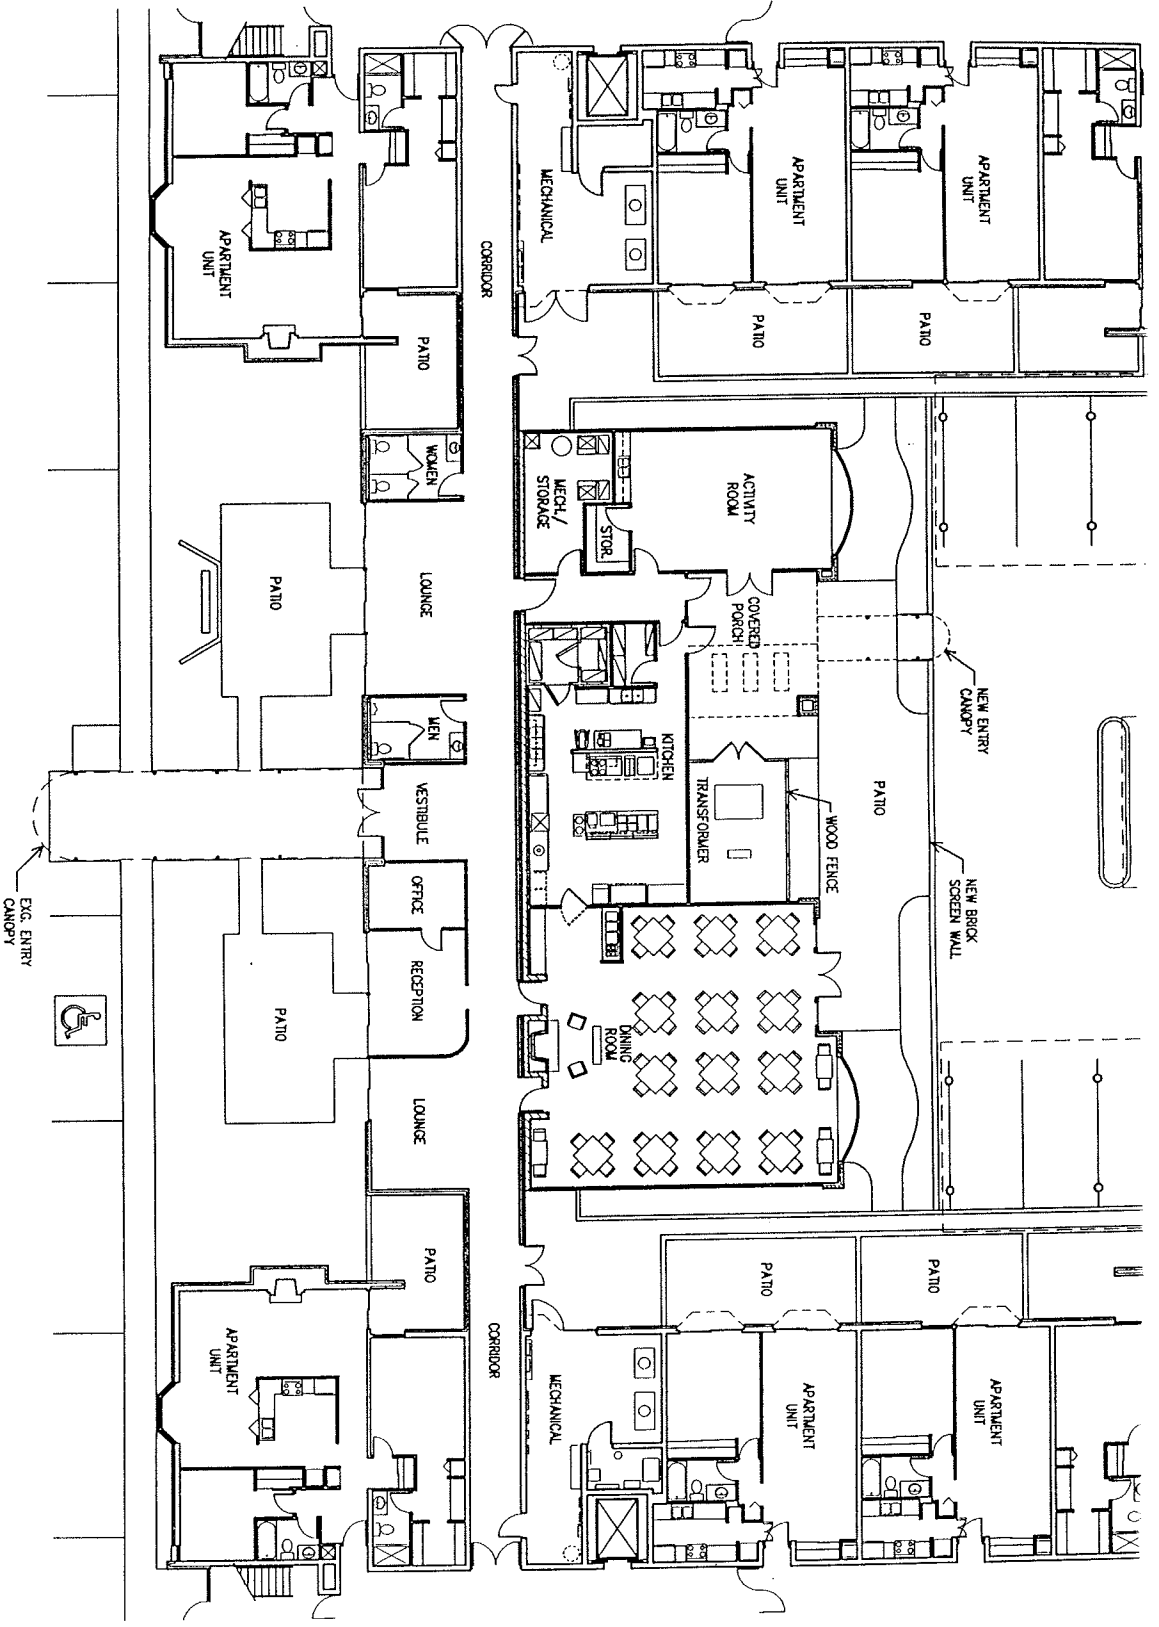 APARTMENT
UNIT
APARTMENT
UNIT
MECHANICAL
CORRIDOR
APARTMENT
UNIT
PATIO
PATIO
PATIO
WOMEN
MECH./
STORAGE
STOR.
ACTIVITY
ROOM
LOUNGE
PATIO
COVERED
PORCH
NEW ENTRY
CANOPY
MEN
KITCHEN
TRANSFORMER
WOOD FENCE
PATIO
VESTIBULE
NEW BRICK
SCREEN WALL
OFFICE
EXG. ENTRY
CANOPY
RECEPTION
PATIO
DINING
ROOM
LOUNGE
PATIO
PATIO
PATIO
CORRIDOR
APARTMENT
UNIT
MECHANICAL
APARTMENT
UNIT
APARTMENT
UNIT